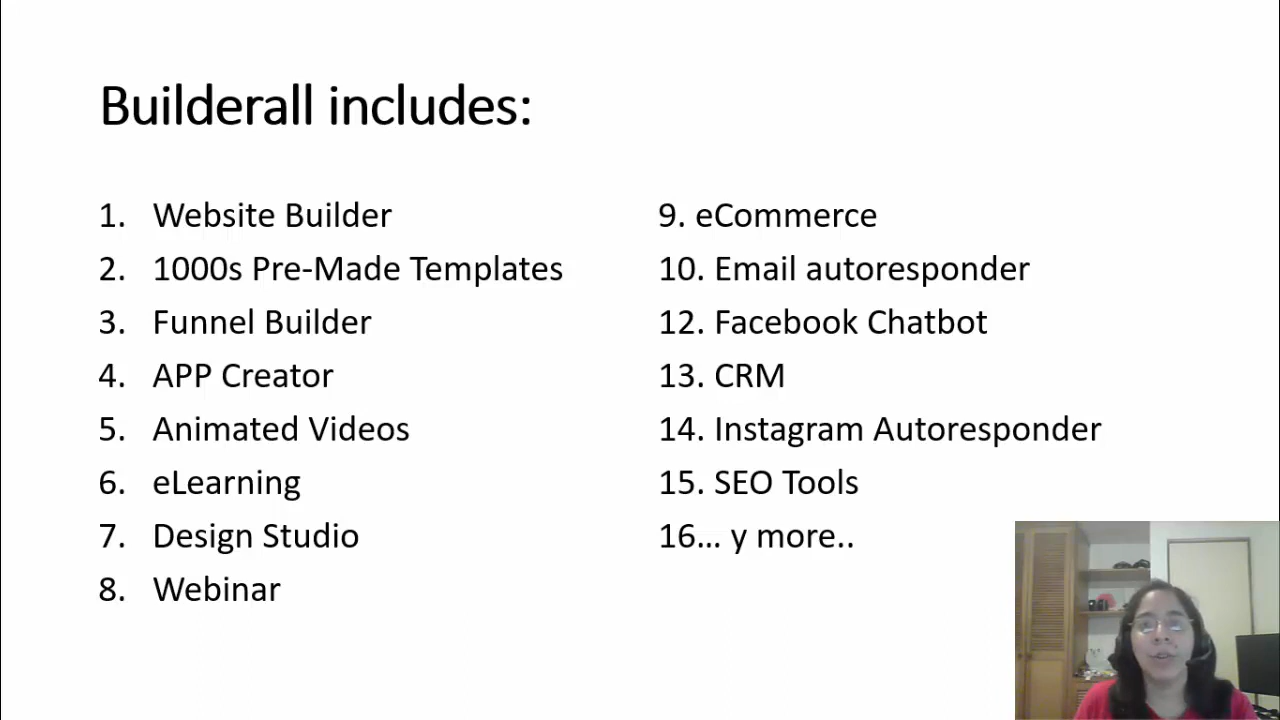 Builderall includes:
1. Website Builder
2. 1000s Pre-Made Templates
3. Funnel Builder
4. APP Creator
5. Animated Videos
6. eLearning
7. Design Studio
8. Webinar
9. eCommerce
10. Email autoresponder
12. Facebook Chatbot
13. CRM
14. Instagram Autoresponder
15. SEO Tools
16... y more..